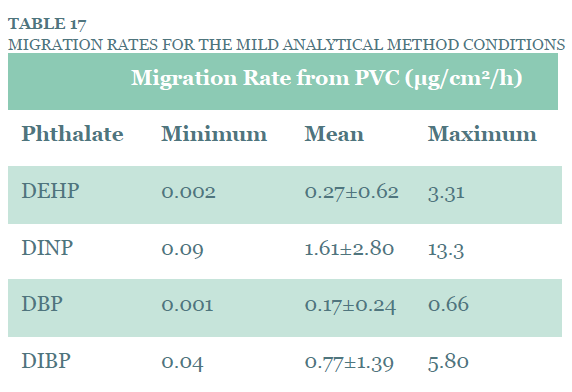 TABLE 17
MIGRATION RATES FOR THE MILD ANALYTICAL METHOD CONDITIONS
Migration Rate from PVC (µg/cm²/h)
Phthalate Minimum Mean Maximum
DEHP 0.002 0.27±0.62 3.31
DINP 0.09 1.61±2.80 13.3
DBP 0.001 0.17±0.24 0.66
DIBP 0.04 0.77±1.39 5.80